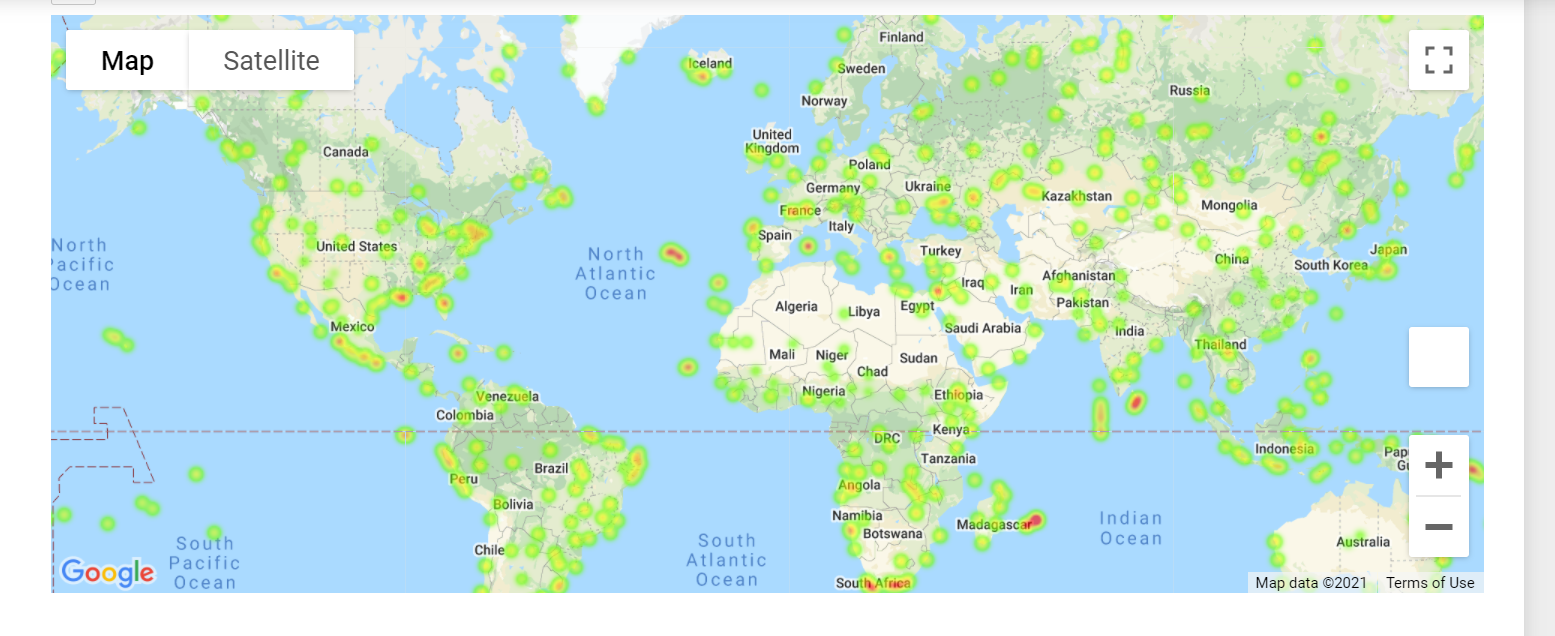 Map
Satellite
Iceland
Finland
Sweden
Norway
Russia
United
Kingdom
Canada
Poland
Germany
Ukraine
Kazakhstan
Mongolia
France
Italy
Spain
United States
Turkey
North
Pacific
Ocean
North
Atlantic
Ocean
China
Japan
South Korea
Afghanistan
Iraq
Iran
Pakistan
Algeria
Libya
Egypt
Saudi Arabia
India
Mexico
Mali
Niger
Sudan
Chad
Thailand
Nigeria
Ethiopia
Venezuela
Colombia
DRC
Kenya
Tanzania
Indonesia
Brazil
Peru
Angola
Bolivia
Namibia
Botswana
Madagascar
Indian
Ocean
South
Pacific
Ocean
South
Atlantic
Ocean
Chile
Australia
South Africa
Google
Map data ©2021
Terms of Use